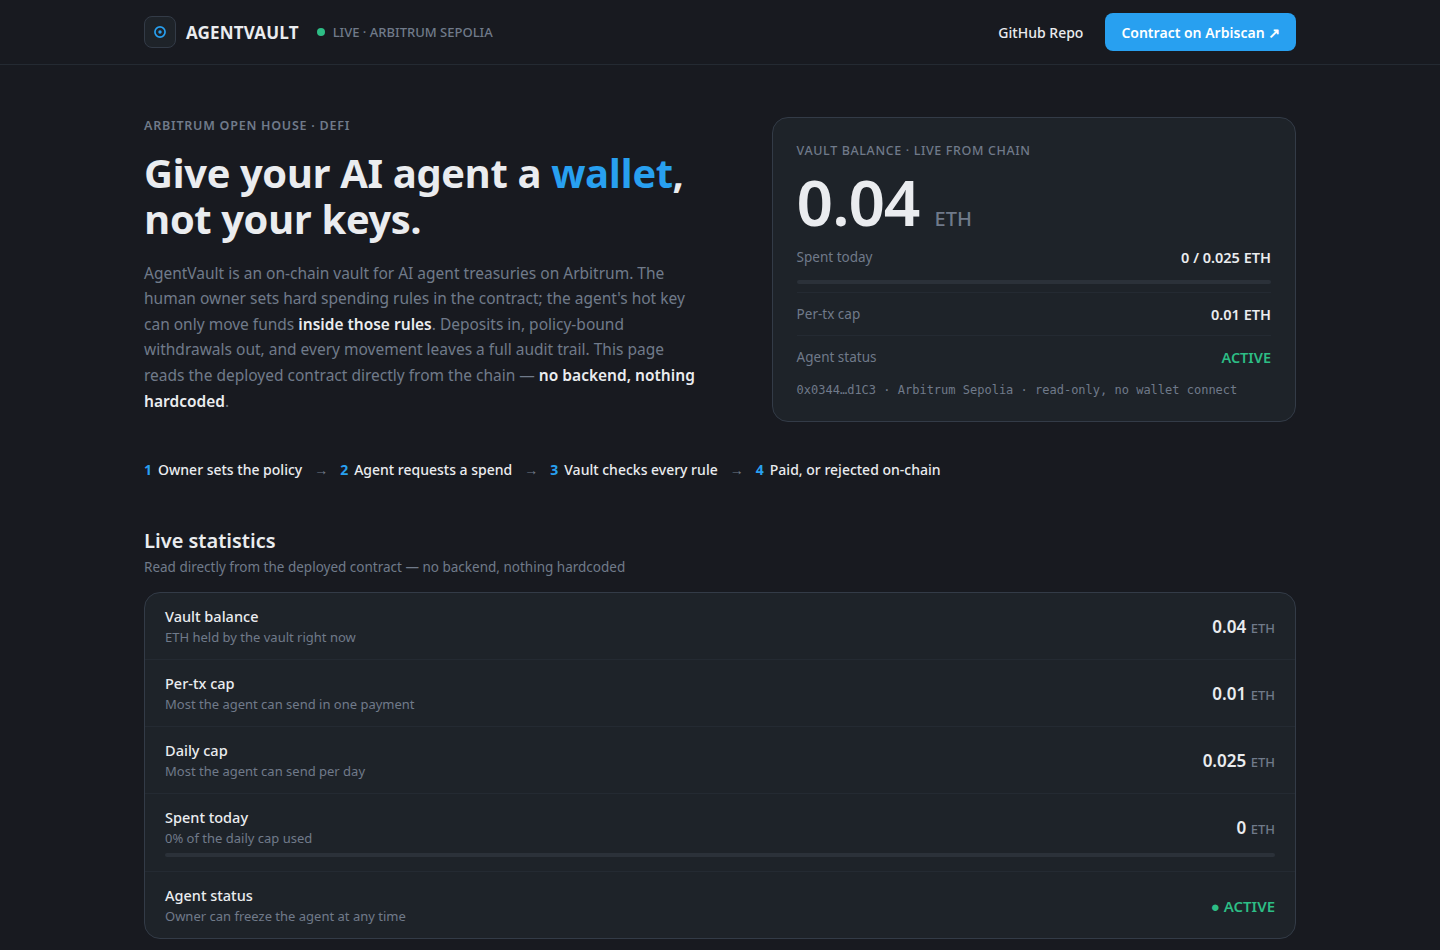 AGENTVAULT
LIVE · ARBITRUM SEPOLIA
GitHub Repo
Contract on Arbiscan ↗
ARBITRUM OPEN HOUSE · DEFI
Give your AI agent a wallet,
not your keys.
AgentVault is an on-chain vault for AI agent treasuries on Arbitrum. The
human owner sets hard spending rules in the contract; the agent's hot key
can only move funds inside those rules. Deposits in, policy-bound
withdrawals out, and every movement leaves a full audit trail. This page
reads the deployed contract directly from the chain — no backend, nothing
hardcoded.
VAULT BALANCE · LIVE FROM CHAIN
0.04 ETH
Spent today 0 / 0.025 ETH
Per-tx cap 0.01 ETH
Agent status ACTIVE
0x0344…d1C3 · Arbitrum Sepolia · read-only, no wallet connect
1 Owner sets the policy → 2 Agent requests a spend → 3 Vault checks every rule → 4 Paid, or rejected on-chain
Live statistics
Read directly from the deployed contract — no backend, nothing hardcoded
Vault balance
ETH held by the vault right now
0.04 ETH
Per-tx cap
Most the agent can send in one payment
0.01 ETH
Daily cap
Most the agent can send per day
0.025 ETH
Spent today
0% of the daily cap used
0 ETH
Agent status
Owner can freeze the agent at any time
● ACTIVE